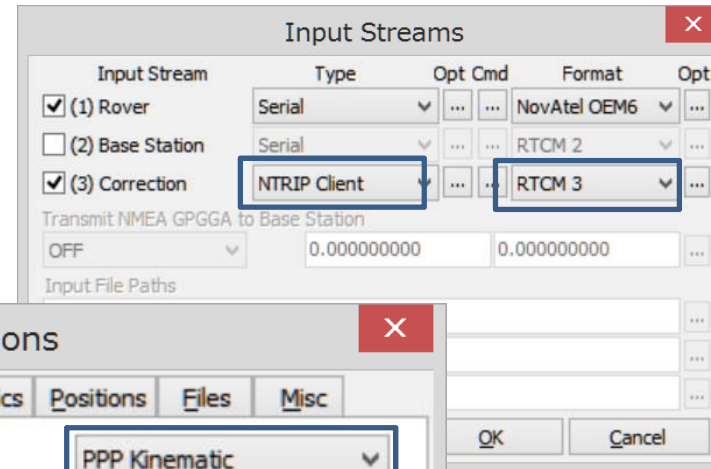 Input Streams
Input Stream Type Opt Cmd Format Opt
(1) Rover Serial ... ... NovAtel OEM6 ...
(2) Base Station Serial ... ... RTCM 2 ...
(3) Correction NTRIP Client ... ... RTCM 3 ...
Transmit NMEA GPGGA to Base Station
OFF 0.000000000 0.000000000 ...
Input File Paths
...
...
...
OK Cancel
ons
cs Positions Files Misc
PPP Kinematic